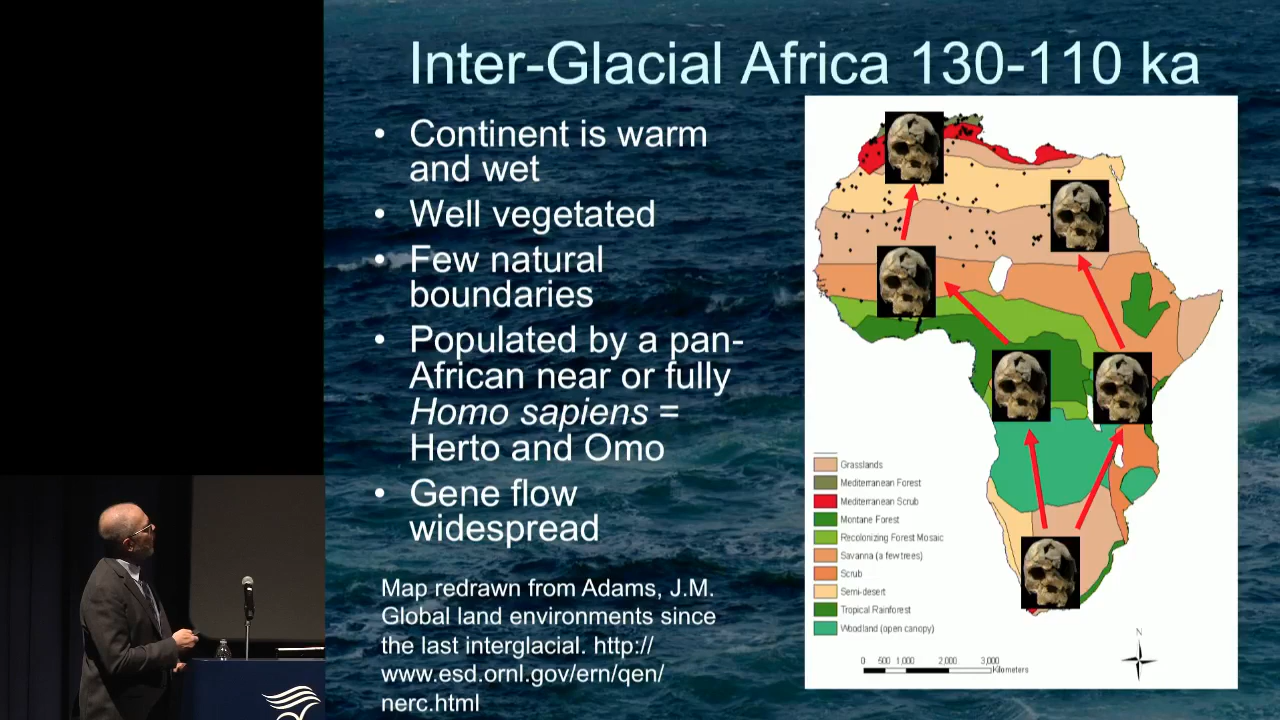 Inter-Glacial Africa 130-110 ka
• Continent is warm
and wet
• Well vegetated
• Few natural
boundaries
• Populated by a pan-
African near or fully
Homo sapiens =
Herto and Omo
• Gene flow
widespread
Map redrawn from Adams, J.M.
Global land environments since
the last interglacial. http://
www.esd.ornl.gov/ern/qen/
nerc.html
Grasslands
Mediterranean Forest
Mediterranean Scrub
Montane Forest
Recolonizing Forest Mosaic
Savanna (a few trees)
Scrub
Semi-desert
Tropical Rainforest
Woodland (open canopy)
0 500 1,000 2,000 3,000
Kilometers
N